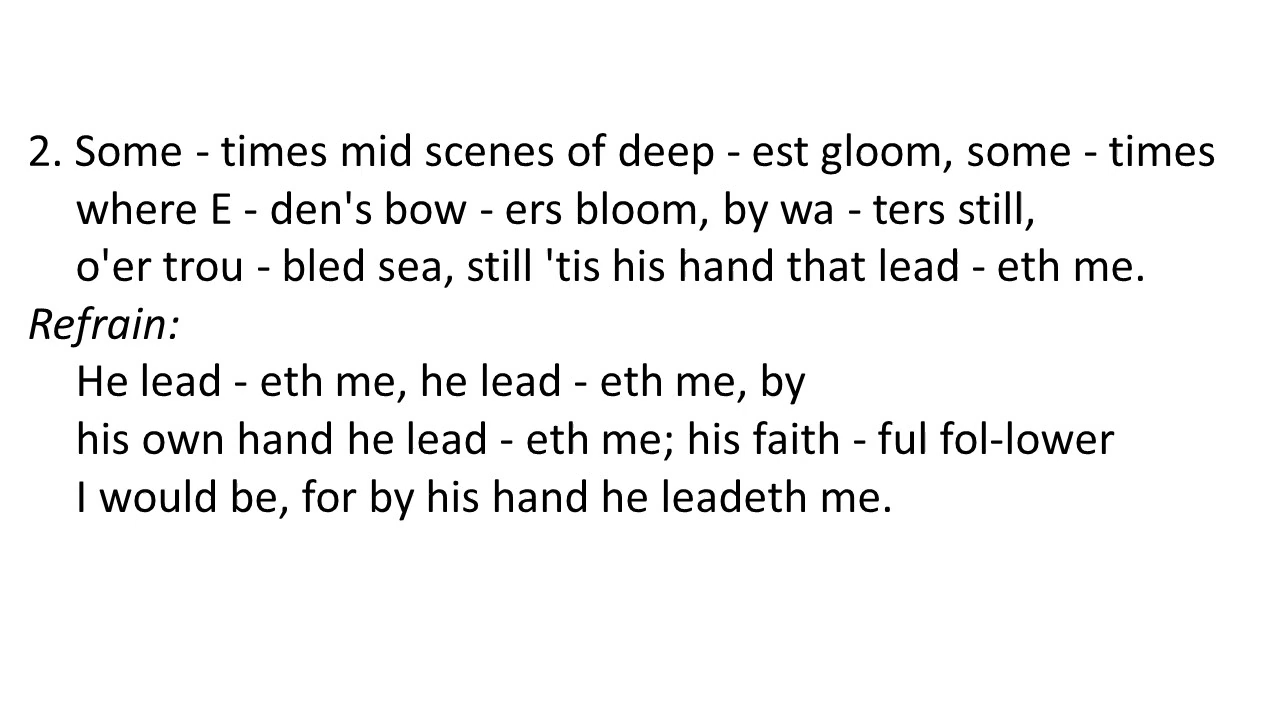 2. Some - times mid scenes of deep - est gloom, some - times
where E - den's bow - ers bloom, by wa - ters still,
o'er trou - bled sea, still 'tis his hand that lead - eth me.
Refrain:
He lead - eth me, he lead - eth me, by
his own hand he lead - eth me; his faith - ful fol-lower
I would be, for by his hand he leadeth me.